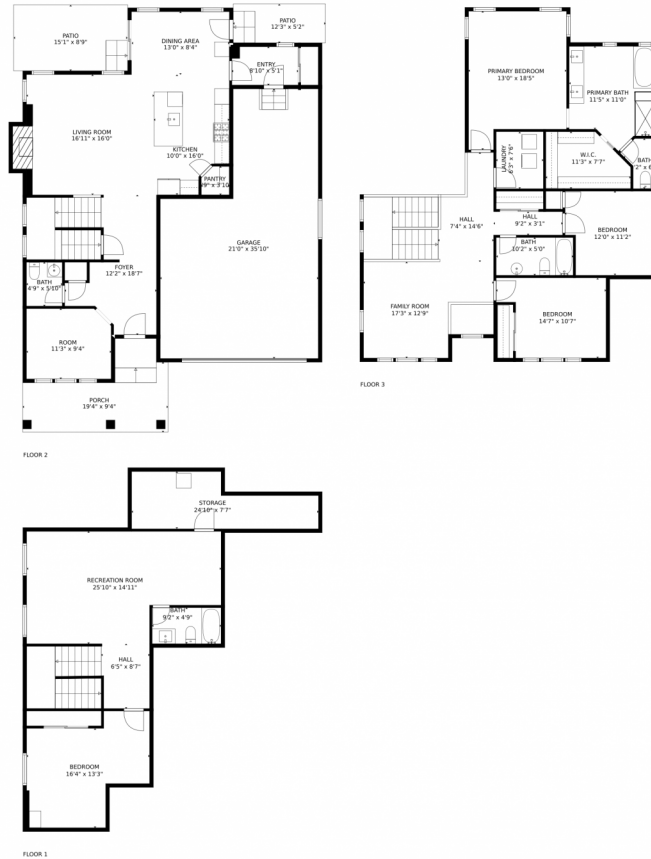 PATIO
15'1" x 8'9"
DINING AREA
13'0" x 8'4"
PATIO
12'3" x 5'2"
ENTRY
8'10" x 5'1"
LIVING ROOM
16'11" x 16'0"
KITCHEN
10'0" x 16'0"
PANTRY
x 3'10"
GARAGE
21'0" x 35'10"
FOYER
12'2" x 18'7"
BATH
4'9" x 5'10"
ROOM
11'3" x 9'4"
PORCH
19'4" x 9'4"
FLOOR 2
PRIMARY BEDROOM
13'0" x 18'5"
PRIMARY BATH
11'5" x 11'0"
LAUNDRY
6'3" x 7'6"
W.I.C.
11'3" x 7'7"
BATH
HALL
7'4" x 14'6"
HALL
9'2" x 3'1"
BEDROOM
12'0" x 11'2"
BATH
10'2" x 5'0"
FAMILY ROOM
17'3" x 12'9"
BEDROOM
14'7" x 10'7"
FLOOR 3
STORAGE
24'10" x 7'7"
RECREATION ROOM
25'10" x 14'11"
BATH
9'2" x 4'9"
HALL
6'5" x 8'7"
BEDROOM
16'4" x 13'3"
FLOOR 1